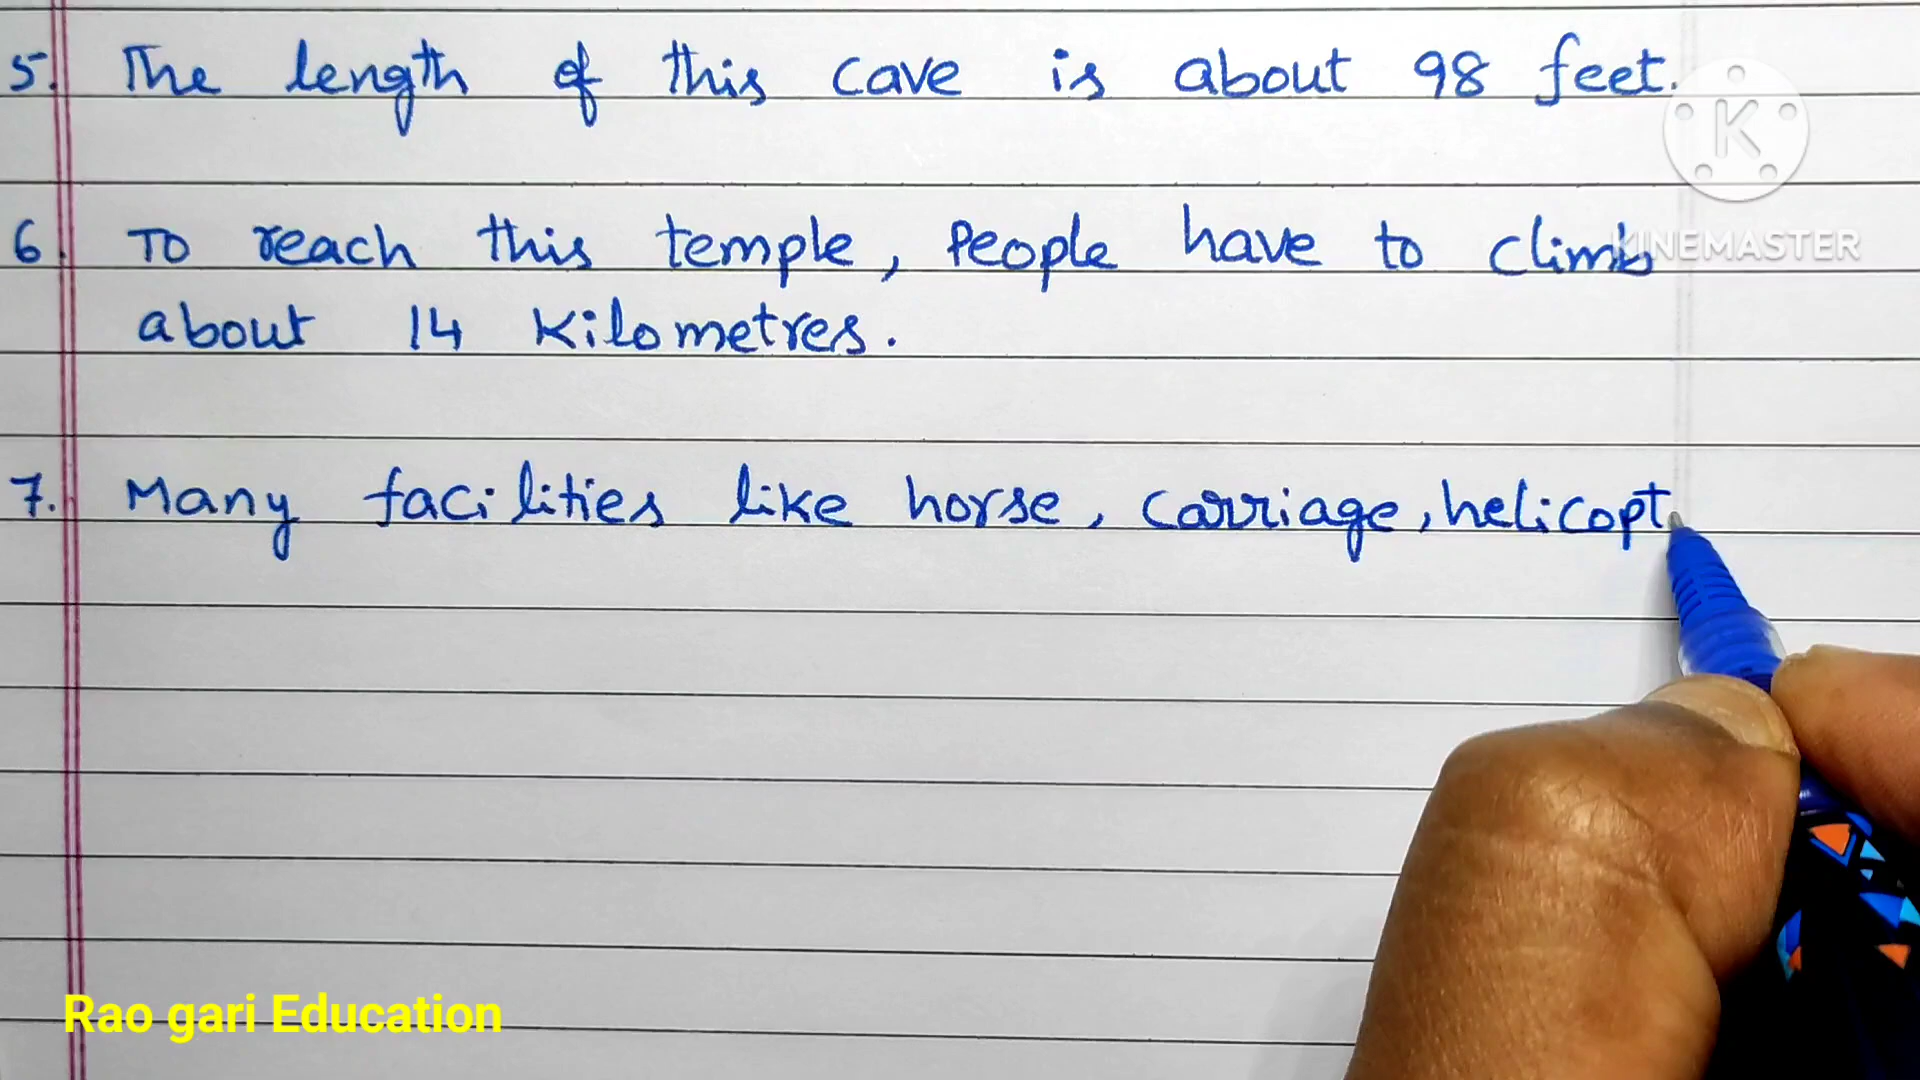 5. The length of this cave is about 98 feet.
K
KINEMASTER
6. To reach this temple, People have to climb
about 14 Kilometres.
7. Many facilities like horse, carriage, helicopt
Rao gari Education